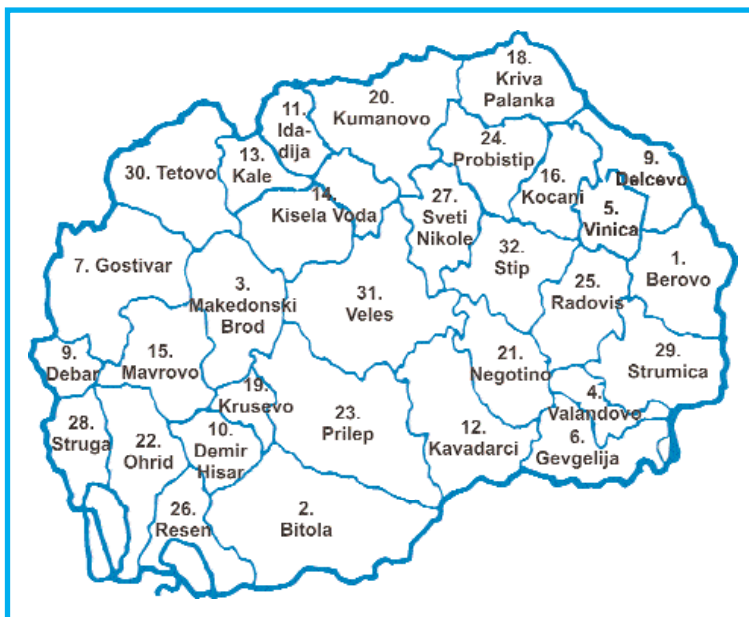 18.
Kriva
Palanka
11.
Ida-
dija
20.
Kumanovo
24.
Probistip
13.
Kale
30. Tetovo
16.
Kocani
9.
Delcevo
14.
Kisela Voda
27.
Sveti
Nikole
5.
Vinica
7. Gostivar
3.
Makedonski
Brod
32.
Stip
1.
Berovo
31.
Veles
25.
Radovis
9.
Debar
15.
Mavrovo
21.
Negotino
29.
Strumica
19.
Krusevo
4.
Valandovo
28.
Struga
22.
Ohrid
10.
Demir
Hisar
23.
Prilep
12.
Kavadarci
6.
Gevgelija
26.
Resen
2.
Bitola